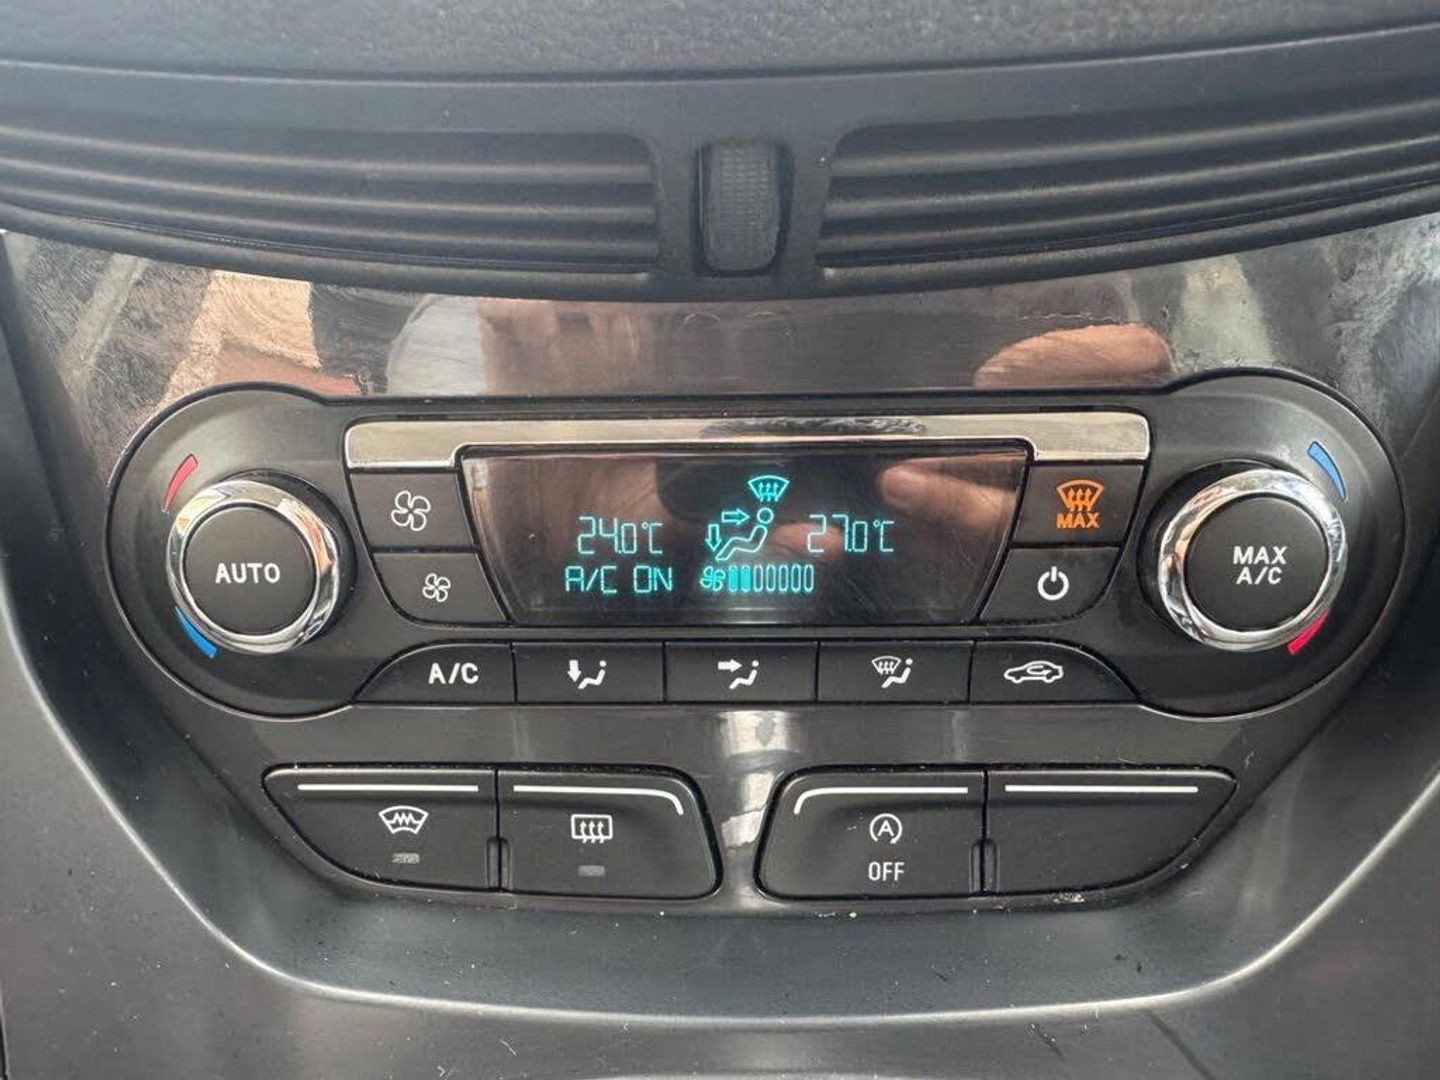 24.0°C 27.0°C
A/C ON
AUTO
MAX
MAX
A/C
A/C
A
OFF